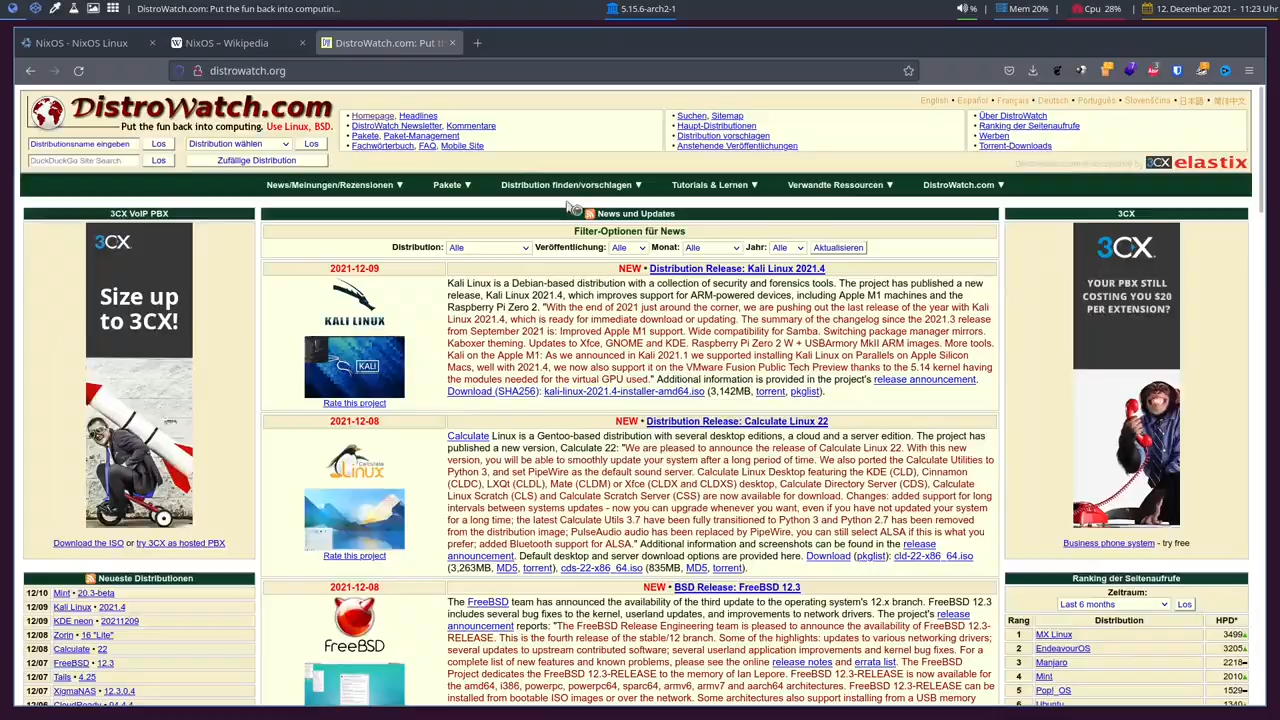 DistroWatch.com: Put the fun back into computin...
5.15.6-arch2-1
%
Mem 20%
Cpu 28%
12. December 2021 - 11:23 Uhr
NixOS - NixOS Linux
NixOS – Wikipedia
DistroWatch.com: Put th
distrowatch.org
DistroWatch.com
Put the fun back into computing. Use Linux, BSD.
English • Español • Français • Deutsch • Português • Slovenščina • 日本語 • 简体中文
• Homepage, Headlines
• DistroWatch Newsletter, Kommentare
• Pakete, Paket-Management
• Fachwörterbuch, FAQ, Mobile Site
• Suchen, Sitemap
• Haupt-Distributionen
• Distribution vorschlagen
• Anstehende Veröffentlichungen
• Über DistroWatch
• Ranking der Seitenaufrufe
• Werben
• Torrent-Downloads
Distributionsname eingeben Los Distribution wählen Los
DuckDuckGo Site Search Los Zufällige Distribution
3CX elastix
News/Meinungen/Rezensionen ▼ Pakete ▼ Distribution finden/vorschlagen ▼ Tutorials & Lernen ▼ Verwandte Ressourcen ▼ DistroWatch.com ▼
3CX VoIP PBX
3CX
Size up
to 3CX!
Download the ISO or try 3CX as hosted PBX
Neueste Distributionen
12/10 Mint • 20.3-beta
12/09 Kali Linux • 2021.4
12/09 KDE neon • 20211209
12/08 Zorin • 16 "Lite"
12/08 Calculate • 22
12/07 FreeBSD • 12.3
12/07 Tails • 4.25
12/07 XigmaNAS • 12.3.0.4
News und Updates
Filter-Optionen für News
Distribution: Alle Veröffentlichung: Alle Monat: Alle Jahr: Alle Aktualisieren
2021-12-09 NEW • Distribution Release: Kali Linux 2021.4
KALI LINUX
KALI
Rate this project
Kali Linux is a Debian-based distribution with a collection of security and forensics tools. The project has published a new
release, Kali Linux 2021.4, which improves support for ARM-powered devices, including Apple M1 machines and the
Raspberry Pi Zero 2. "With the end of 2021 just around the corner, we are pushing out the last release of the year with Kali
Linux 2021.4, which is ready for immediate download or updating. The summary of the changelog since the 2021.3 release
from September 2021 is: Improved Apple M1 support. Wide compatibility for Samba. Switching package manager mirrors.
Kaboxer theming. Updates to Xfce, GNOME and KDE. Raspberry Pi Zero 2 W + USBArmory MkII ARM images. More tools.
Kali on the Apple M1: As we announced in Kali 2021.1 we supported installing Kali Linux on Parallels on Apple Silicon
Macs, well with 2021.4, we now also support it on the VMware Fusion Public Tech Preview thanks to the 5.14 kernel having
the modules needed for the virtual GPU used." Additional information is provided in the project's release announcement.
Download (SHA256): kali-linux-2021.4-installer-amd64.iso (3,142MB, torrent, pkglist).
2021-12-08 NEW • Distribution Release: Calculate Linux 22
Calculate
Linux
Rate this project
Calculate Linux is a Gentoo-based distribution with several desktop editions, a cloud and a server edition. The project has
published a new version, Calculate 22: "We are pleased to announce the release of Calculate Linux 22. With this new
version, you will be able to smoothly update your system after a long period of time. We also ported the Calculate Utilities to
Python 3, and set PipeWire as the default sound server. Calculate Linux Desktop featuring the KDE (CLD), Cinnamon
(CLDC), LXQt (CLDL), Mate (CLDM) or Xfce (CLDX and CLDXS) desktop, Calculate Directory Server (CDS), Calculate
Linux Scratch (CLS) and Calculate Scratch Server (CSS) are now available for download. Changes: added support for long
intervals between systems updates - now you can upgrade whenever you want, even if you have not updated your system
for a long time; the latest Calculate Utils 3.7 have been fully transitioned to Python 3 and Python 2.7 has been removed
from the distribution image; PulseAudio audio has been replaced by PipeWire, you can still select ALSA if this is what you
prefer; added Bluetooth support for ALSA." Additional information and screenshots can be found in the release
announcement. Default desktop and server download options are provided here. Download (pkglist): cld-22-x86_64.iso
(3,263MB, MD5, torrent), cds-22-x86_64.iso (835MB, MD5, torrent).
2021-12-08 NEW • BSD Release: FreeBSD 12.3
FreeBSD
The FreeBSD team has announced the availability of the third update to the operating system's 12.x branch. FreeBSD 12.3
includes several bug fixes to the kernel, userland updates, and improvements to network drivers. The project's release
announcement reports: "The FreeBSD Release Engineering team is pleased to announce the availability of FreeBSD 12.3-
RELEASE. This is the fourth release of the stable/12 branch. Some of the highlights: updates to various networking drivers;
several updates to upstream contributed software; several userland application improvements and kernel bug fixes. For a
complete list of new features and known problems, please see the online release notes and errata list. The FreeBSD
Project dedicates the FreeBSD 12.3-RELEASE to the memory of Ian Lepore. FreeBSD 12.3-RELEASE is now available for
the amd64, i386, powerpc, powerpc64, sparc64, armv6, armv7 and aarch64 architectures. FreeBSD 12.3-RELEASE can be
installed from bootable ISO images or over the network. Some architectures also support installing from a USB memory
3CX
3CX
YOUR PBX STILL
COSTING YOU $20
PER EXTENSION?
Business phone system - try free
Ranking der Seitenaufrufe
Zeitraum:
Last 6 months Los
Rang Distribution HPD*
1 MX Linux 3499
2 EndeavourOS 3205
3 Manjaro 2218
4 Mint 2010
5 Pop!_OS 1529
6 Ubuntu 1340